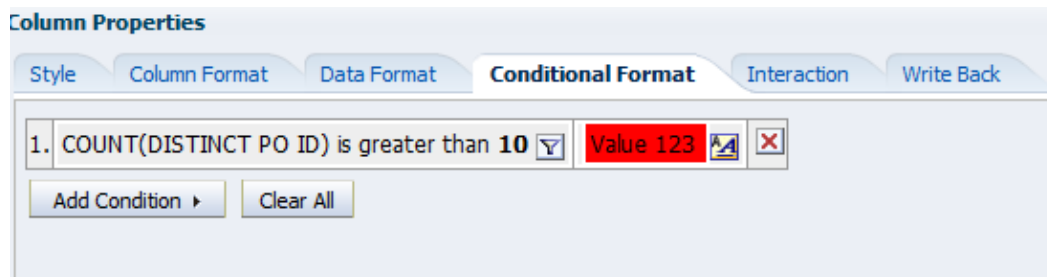 Column Properties
Style Column Format Data Format Conditional Format Interaction Write Back
1. COUNT(DISTINCT PO ID) is greater than 10 Value 123
Add Condition Clear All